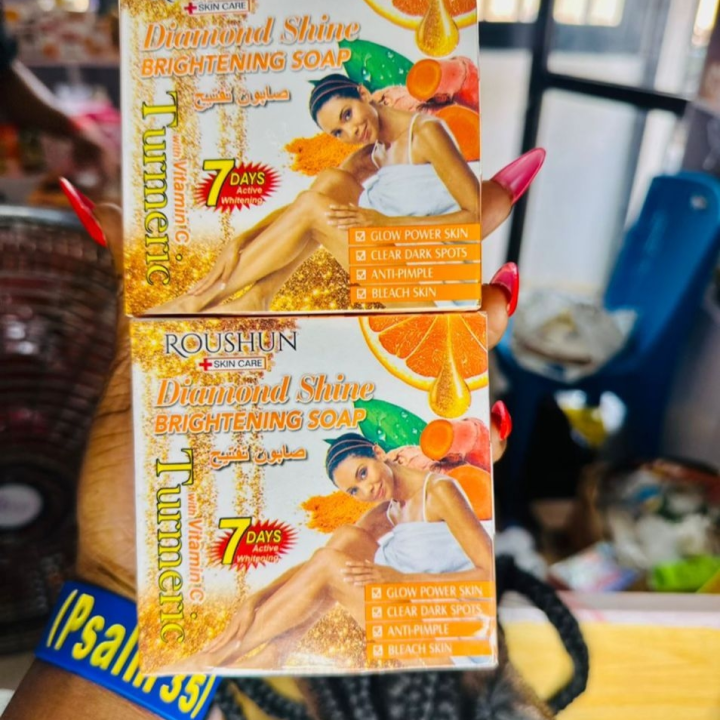 ROUSHUN
SKIN CARE
Diamond Shine
BRIGHTENING SOAP
صابون تفتيح
Turmeric
with Vitamin C
7 DAYS
Active
Whitening
GLOW POWER SKIN
CLEAR DARK SPOTS
ANTI-PIMPLE
BLEACH SKIN
ROUSHUN
SKIN CARE
Diamond Shine
BRIGHTENING SOAP
صابون تفتيح
Turmeric
with Vitamin C
7 DAYS
Active
Whitening
GLOW POWER SKIN
CLEAR DARK SPOTS
ANTI-PIMPLE
BLEACH SKIN
(Psalm 35)